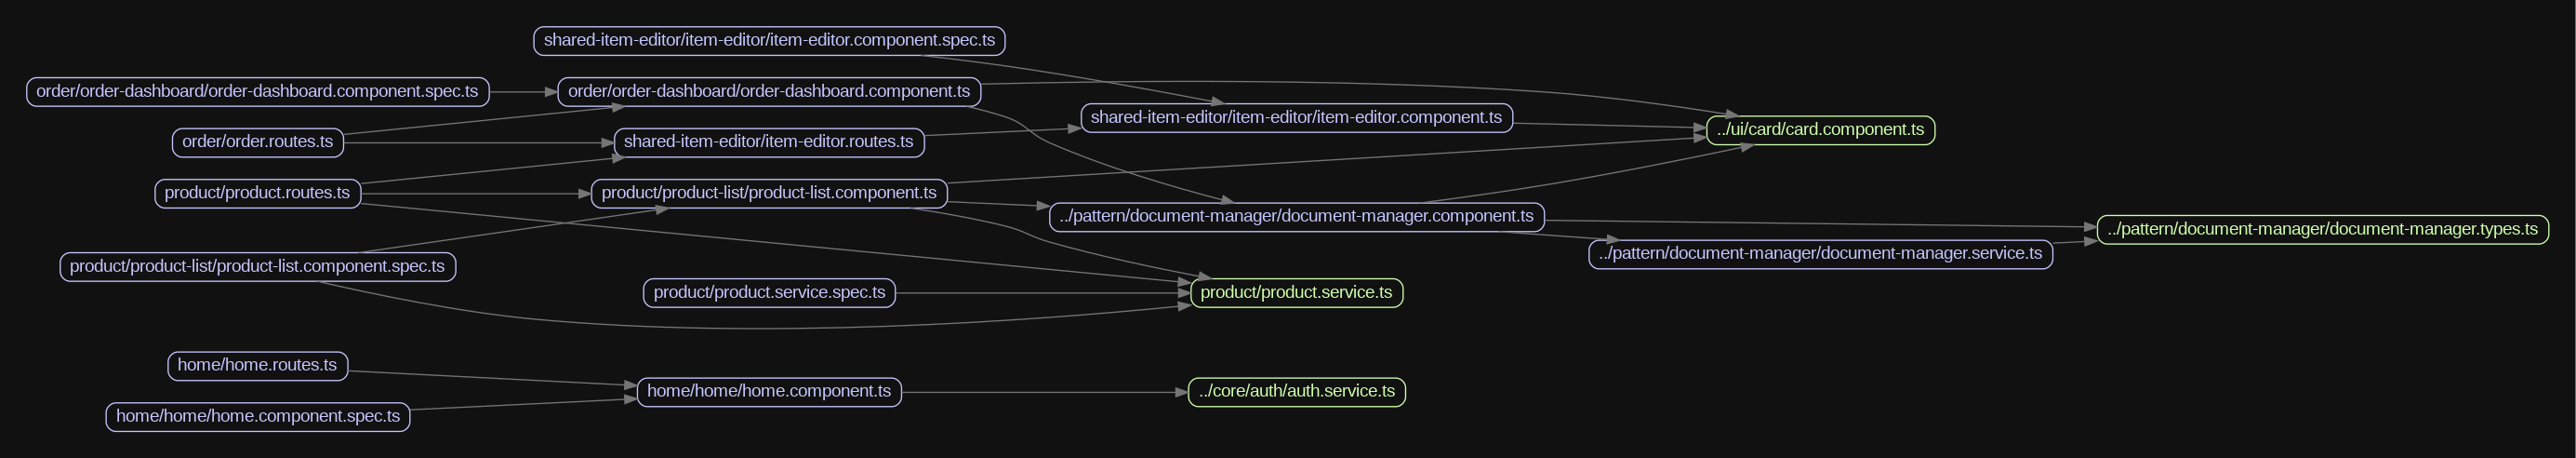 shared-item-editor/item-editor/item-editor.component.spec.ts
order/order-dashboard/order-dashboard.component.spec.ts
order/order-dashboard/order-dashboard.component.ts
shared-item-editor/item-editor/item-editor.component.ts
../ui/card/card.component.ts
order/order.routes.ts
shared-item-editor/item-editor.routes.ts
product/product.routes.ts
product/product-list/product-list.component.ts
../pattern/document-manager/document-manager.component.ts
../pattern/document-manager/document-manager.types.ts
../pattern/document-manager/document-manager.service.ts
product/product-list/product-list.component.spec.ts
product/product.service.spec.ts
product/product.service.ts
home/home.routes.ts
home/home/home.component.ts
../core/auth/auth.service.ts
home/home/home.component.spec.ts